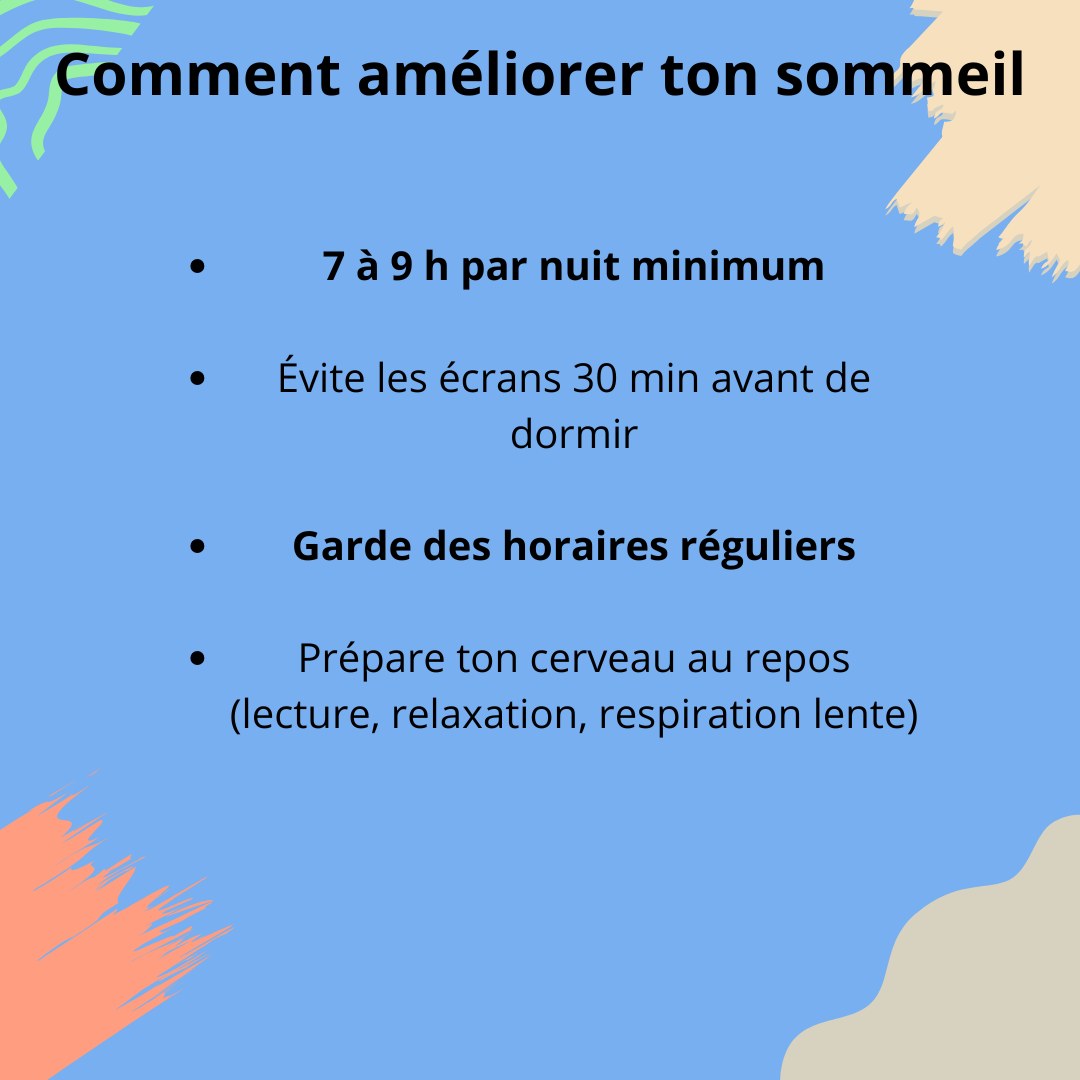 Comment améliorer ton sommeil
• 7 à 9 h par nuit minimum
• Évite les écrans 30 min avant de
dormir
• Garde des horaires réguliers
• Prépare ton cerveau au repos
(lecture, relaxation, respiration lente)